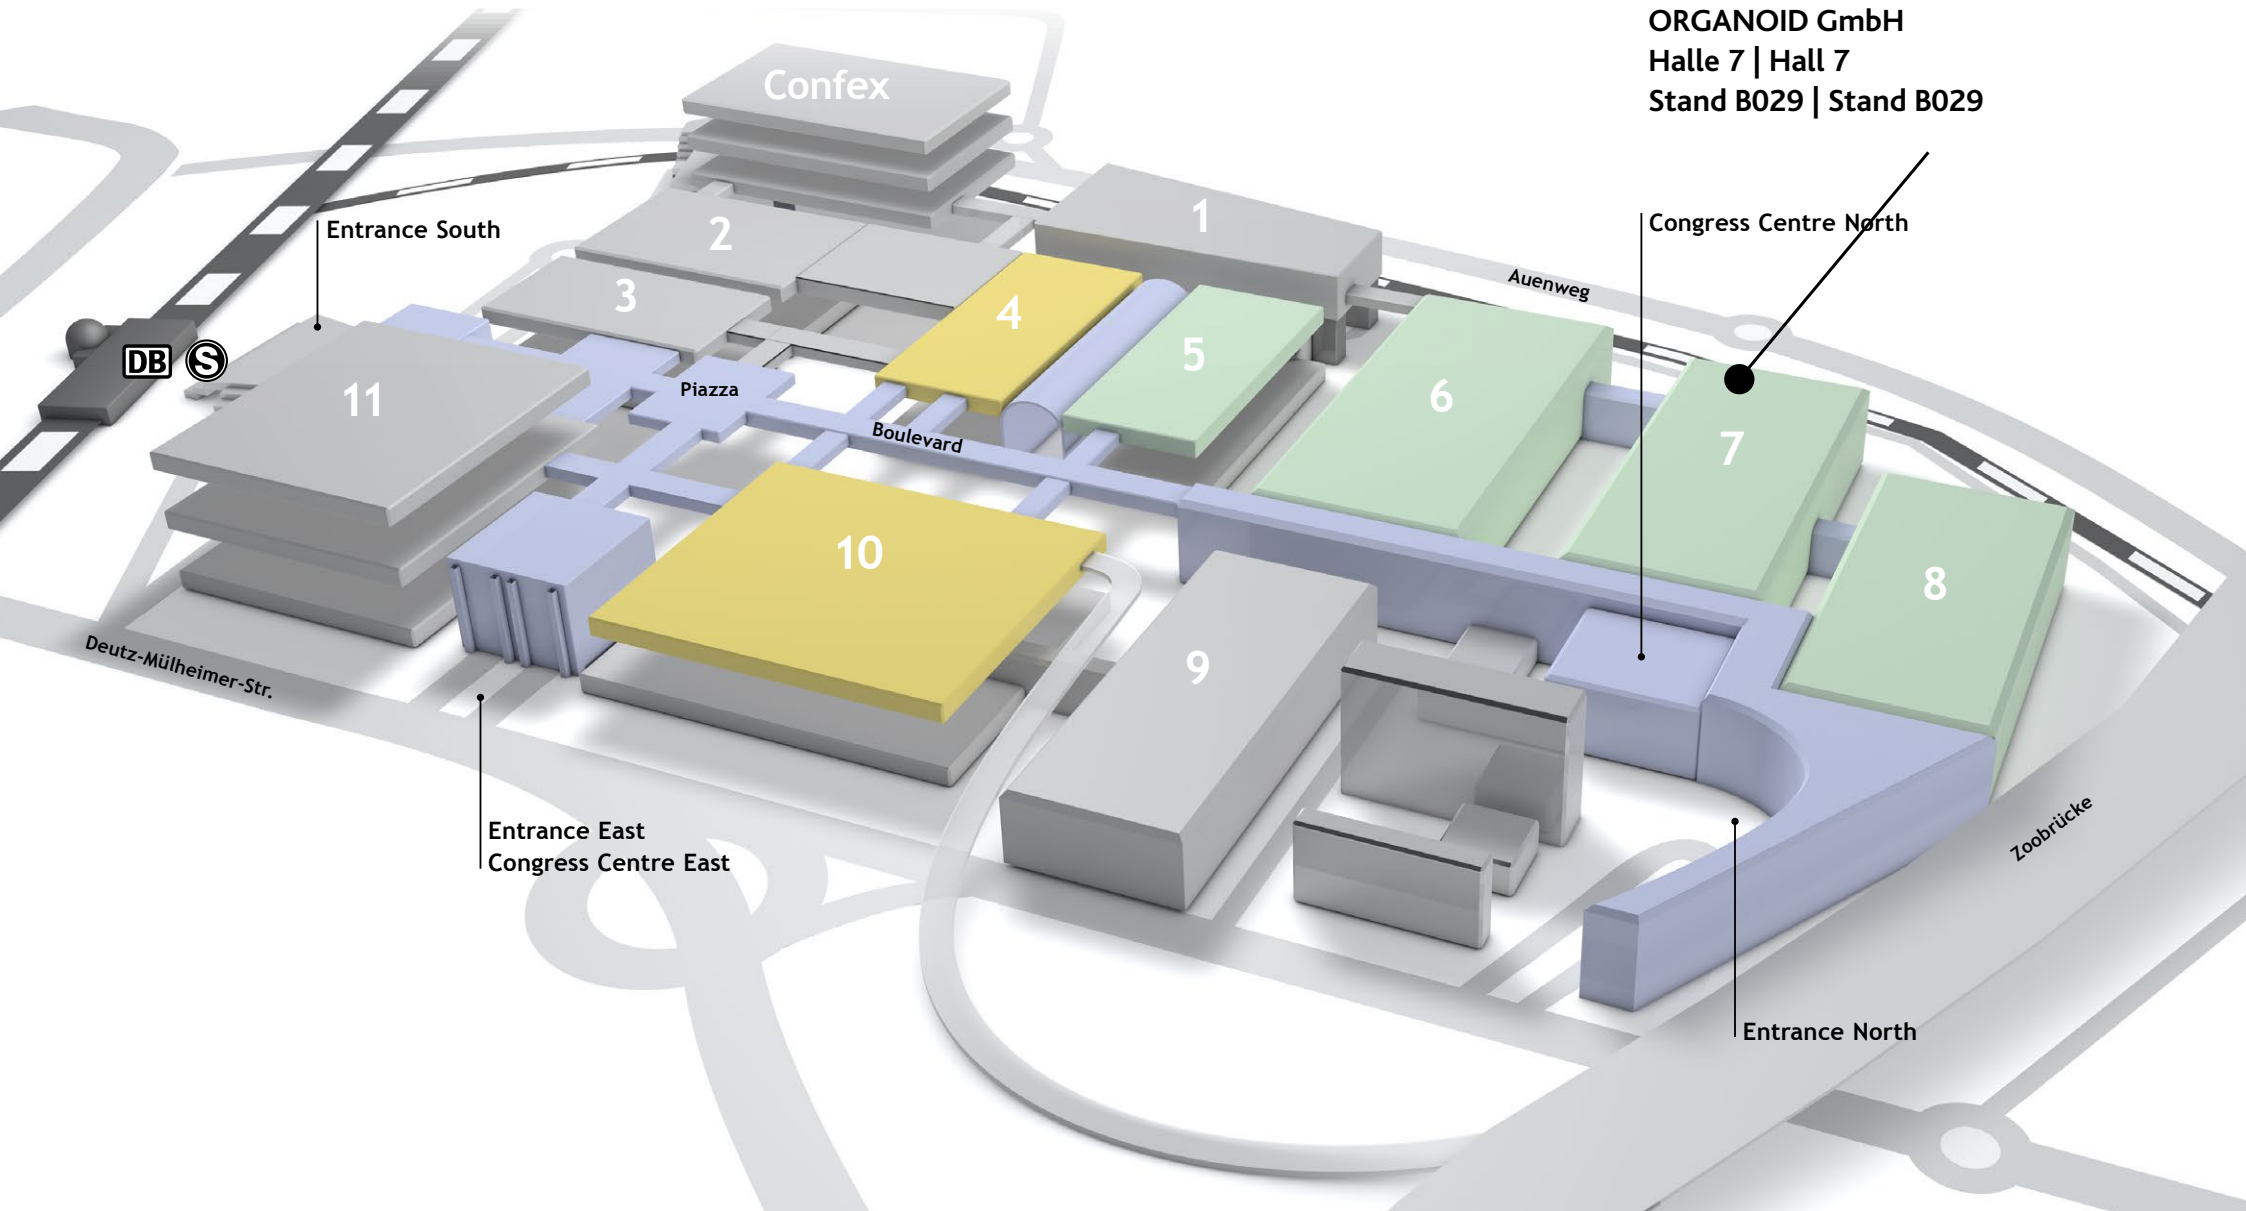 ORGANOID GmbH
Halle 7 | Hall 7
Stand B029 | Stand B029
Confex
Entrance South
2
1
Congress Centre North
Auenweg
3
4
5
DB S
11
Piazza
6
7
Boulevard
10
8
9
Deutz-Mülheimer-Str.
Entrance East
Congress Centre East
Zoobrücke
Entrance North